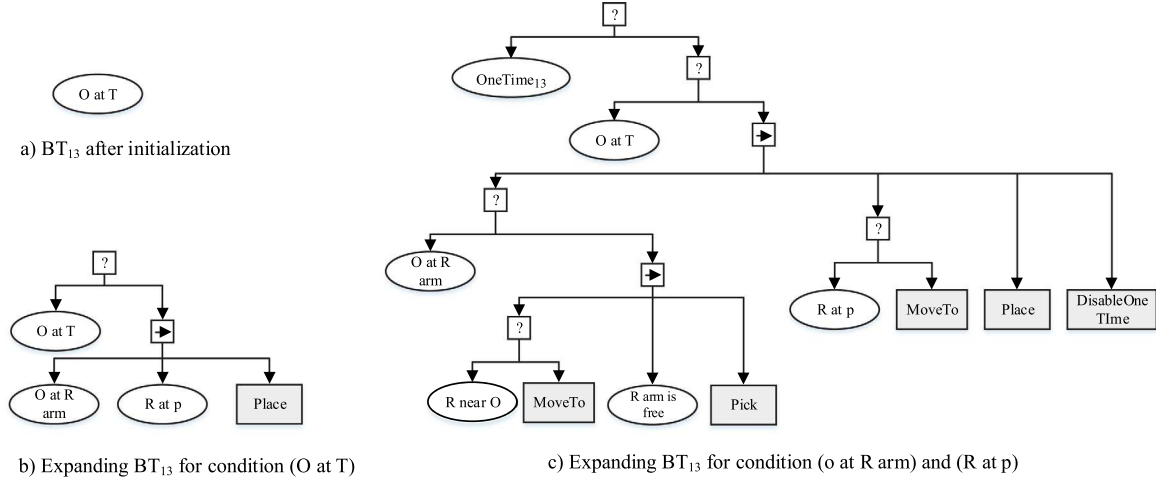 O at T
a) BT13 after initialization
?
O at T
O at R
arm
R at p
Place
b) Expanding BT13 for condition (O at T)
?
OneTime13
?
O at T
?
O at R
arm
?
R near O
MoveTo
R arm is
free
Pick
?
R at p
MoveTo
Place
DisableOne
TIme
c) Expanding BT13 for condition (o at R arm) and (R at p)